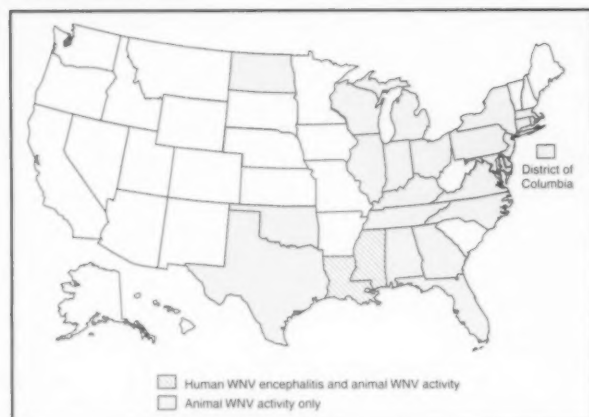 District of
Columbia
Human WNV encephalitis and animal WNV activity
Animal WNV activity only